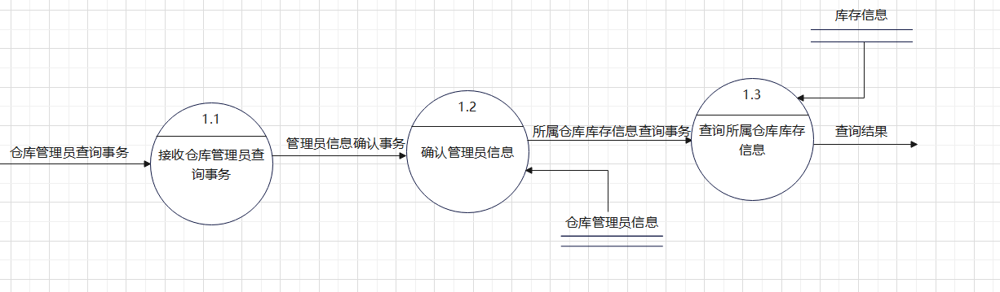 库存信息
1.1
1.2
1.3
仓库管理员查询事务
接收仓库管理员查
询事务
管理员信息确认事务
确认管理员信息
所属仓库库存信息查询事务
查询所属仓库库存
信息
查询结果
仓库管理员信息